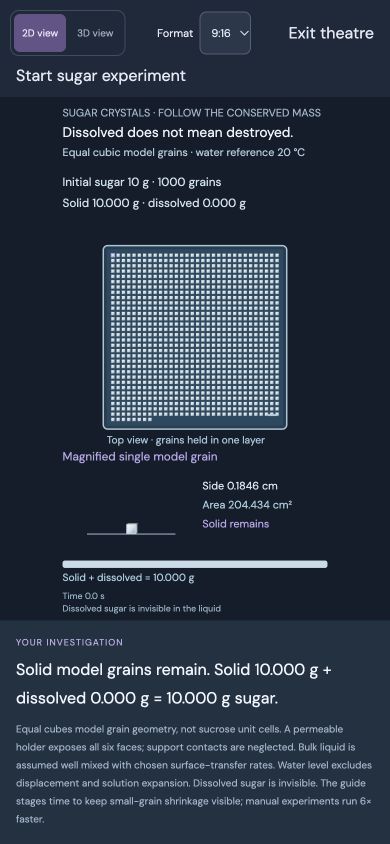 2D view 3D view Format 9:16 Exit theatre
Start sugar experiment
SUGAR CRYSTALS · FOLLOW THE CONSERVED MASS
Dissolved does not mean destroyed.
Equal cubic model grains · water reference 20 °C
Initial sugar 10 g · 1000 grains
Solid 10.000 g · dissolved 0.000 g
Top view · grains held in one layer
Magnified single model grain
Side 0.1846 cm
Area 204.434 cm²
Solid remains
Solid + dissolved = 10.000 g
Time 0.0 s
Dissolved sugar is invisible in the liquid
YOUR INVESTIGATION
Solid model grains remain. Solid 10.000 g +
dissolved 0.000 g = 10.000 g sugar.
Equal cubes model grain geometry, not sucrose unit cells. A permeable
holder exposes all six faces; support contacts are neglected. Bulk liquid is
assumed well mixed with chosen surface-transfer rates. Water level excludes
displacement and solution expansion. Dissolved sugar is invisible. The guide
stages time to keep small-grain shrinkage visible; manual experiments run 6×
faster.